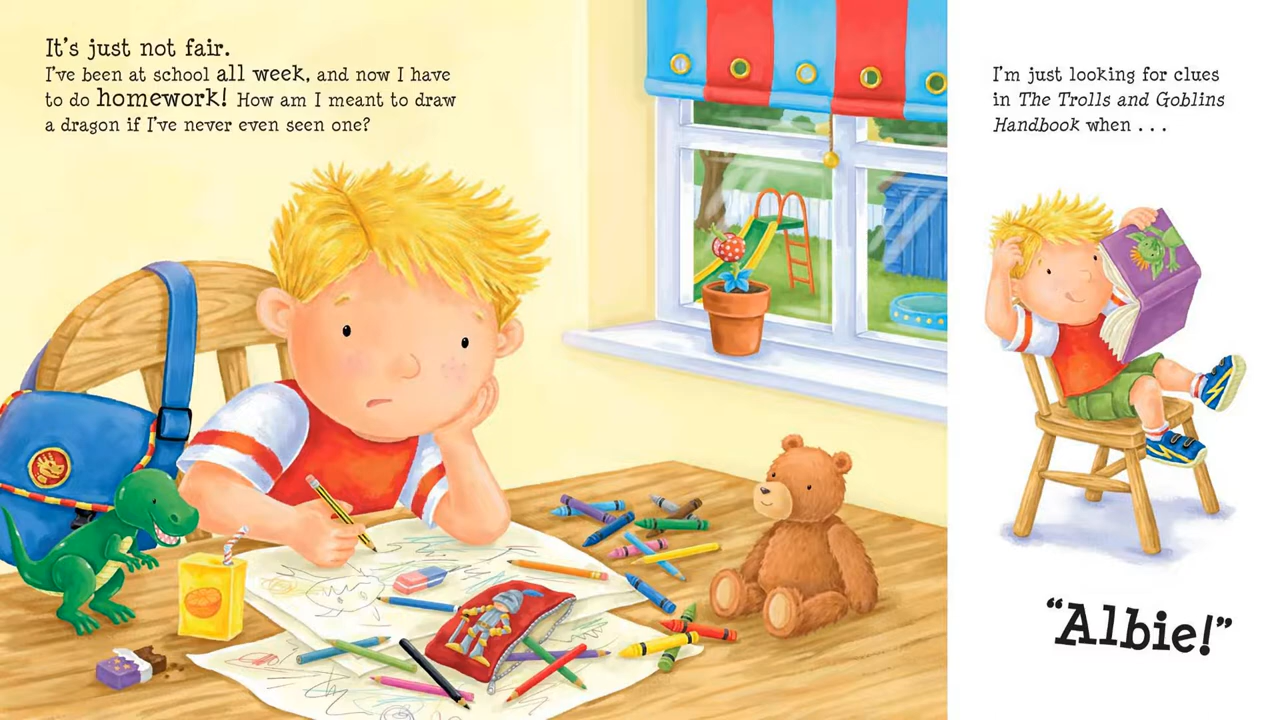 It's just not fair.
I've been at school all week, and now I have
to do homework! How am I meant to draw
a dragon if I've never even seen one?
I'm just looking for clues
in The Trolls and Goblins
Handbook when . . .
"Albie!"